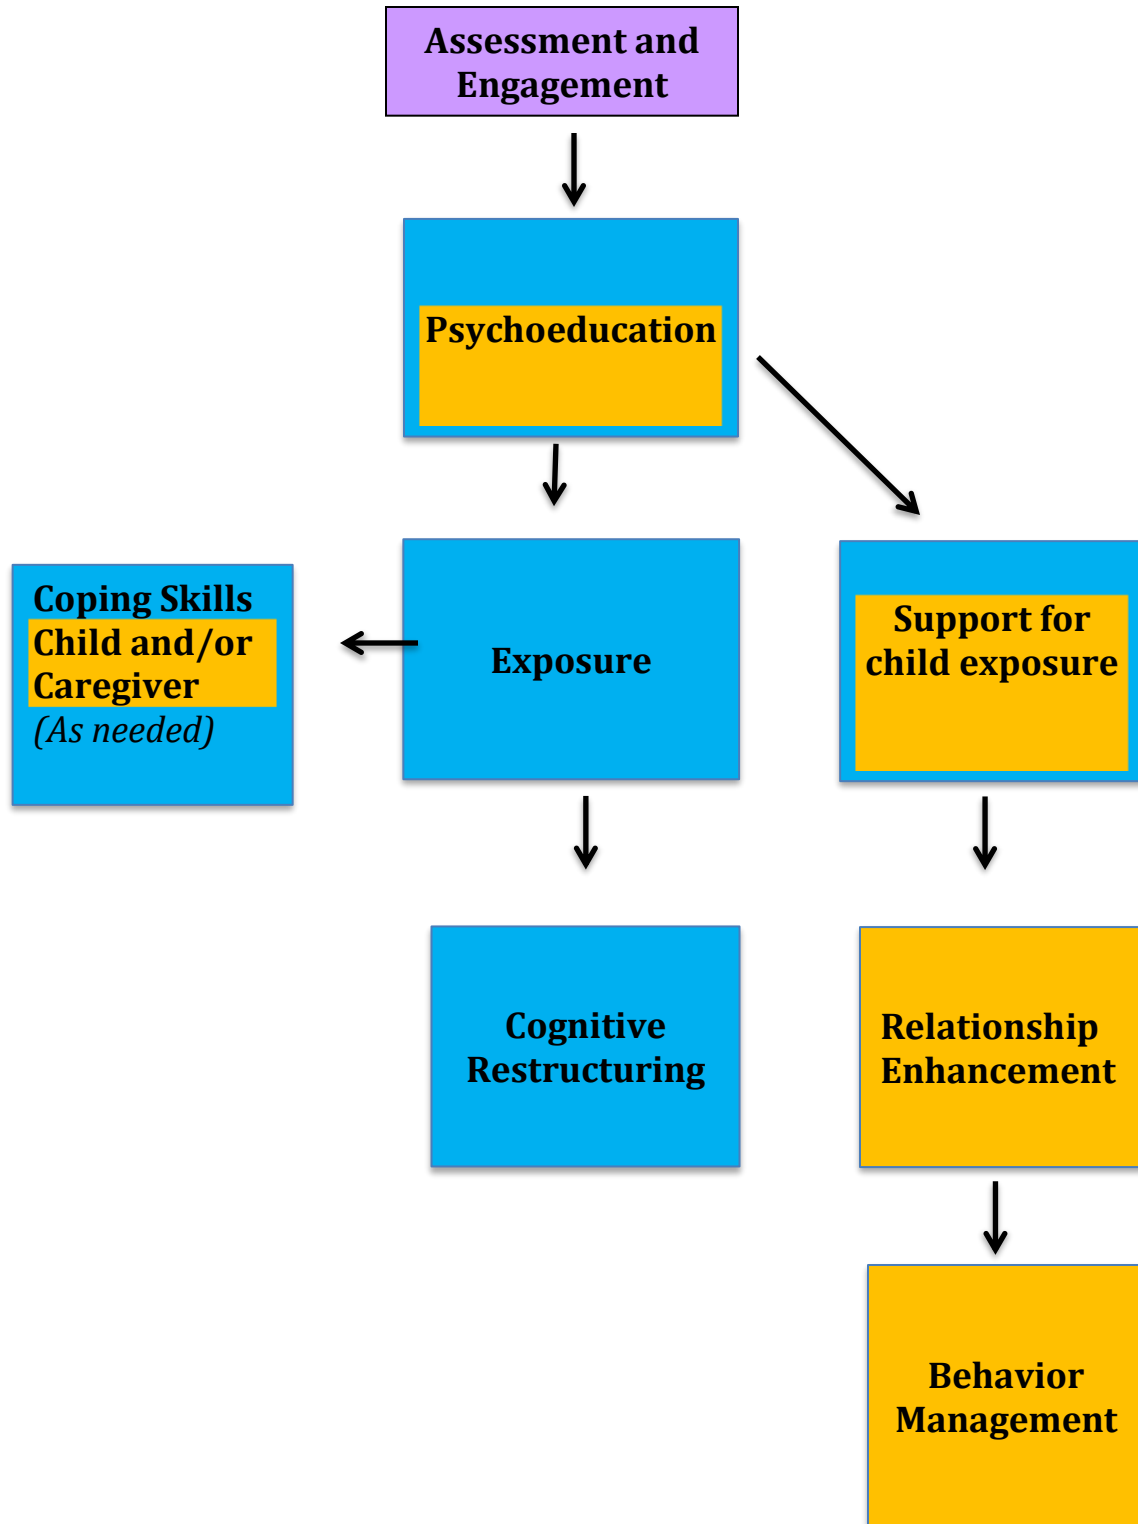 Assessment and
Engagement
Psychoeducation
Coping Skills
Child and/or
Caregiver
(As needed)
Exposure
Support for
child exposure
Cognitive
Restructuring
Relationship
Enhancement
Behavior
Management